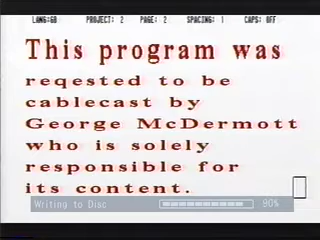 LANG:GB PROJECT: 2 PAGE: 2 SPACING: 1 CAPS: OFF
This program was
reqested to be
cablecast by
George McDermott
who is solely
responsible for
its content.
Writing to Disc 90%